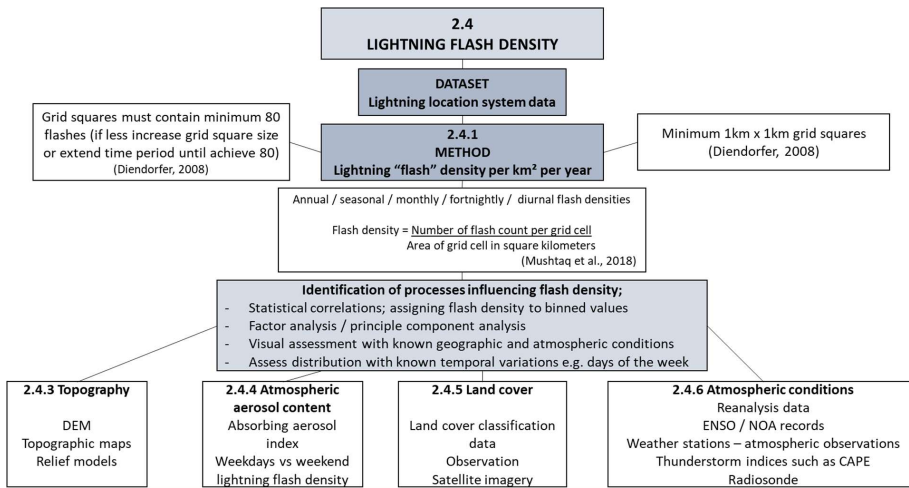 2.4
LIGHTNING FLASH DENSITY
DATASET
Lightning location system data
Grid squares must contain minimum 80
flashes (if less increase grid square size
or extend time period until achieve 80)
(Diendorfer, 2008)
2.4.1
METHOD
Lightning “flash” density per km² per year
Minimum 1km x 1km grid squares
(Diendorfer, 2008)
Annual / seasonal / monthly / fortnightly / diurnal flash densities
Flash density = Number of flash count per grid cell
Area of grid cell in square kilometers
(Mushtaq et al., 2018)
Identification of processes influencing flash density;
- Statistical correlations; assigning flash density to binned values
- Factor analysis / principle component analysis
- Visual assessment with known geographic and atmospheric conditions
- Assess distribution with known temporal variations e.g. days of the week
2.4.3 Topography
DEM
Topographic maps
Relief models
2.4.4 Atmospheric
aerosol content
Absorbing aerosol
index
Weekdays vs weekend
lightning flash density
2.4.5 Land cover
Land cover classification
data
Observation
Satellite imagery
2.4.6 Atmospheric conditions
Reanalysis data
ENSO / NOA records
Weather stations – atmospheric observations
Thunderstorm indices such as CAPE
Radiosonde